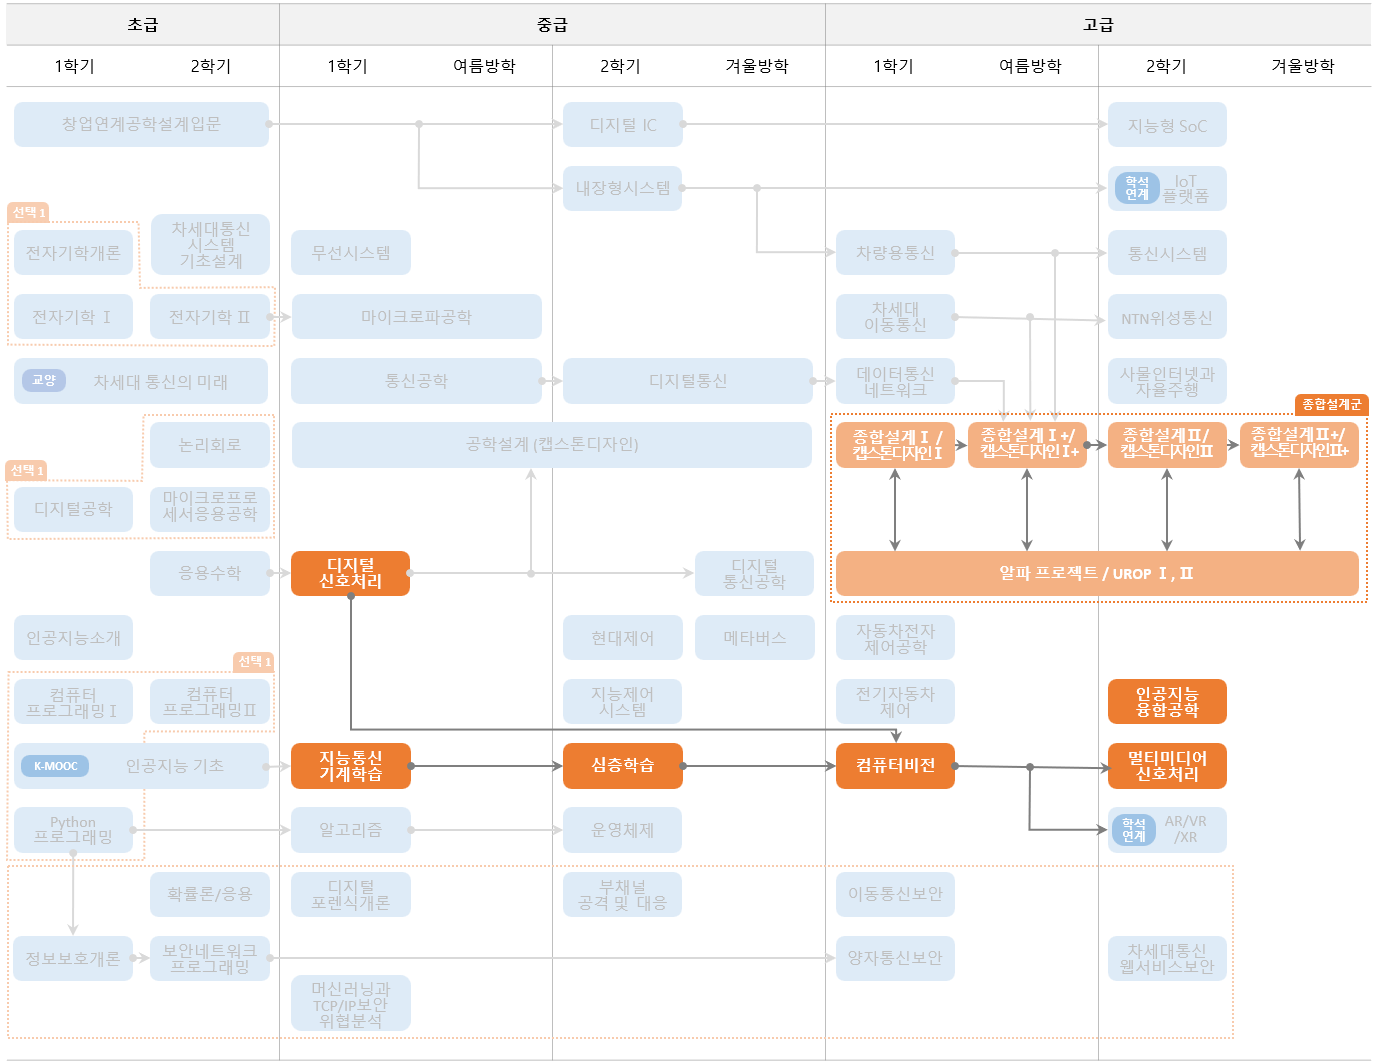 초급
중급
고급
1학기
2학기
1학기
여름방학
2학기
겨울방학
1학기
여름방학
2학기
겨울방학
창업연계공학설계입문
디지털 IC
지능형 SoC
내장형시스템
학석
연계
IoT
플랫폼
선택 1
전자기학개론
차세대통신
시스템
기초설계
무선시스템
차량용통신
통신시스템
전자기학 Ⅰ
전자기학 Ⅱ
마이크로파공학
차세대
이동통신
NTN위성통신
교양
차세대 통신의 미래
통신공학
디지털통신
데이터통신
네트워크
사물인터넷과
자율주행
종합설계군
논리회로
공학설계 (캡스톤디자인)
종합설계Ⅰ /
캡스톤디자인Ⅰ
종합설계Ⅰ+/
캡스톤디자인Ⅰ+
종합설계Ⅱ/
캡스톤디자인Ⅱ
종합설계Ⅱ+/
캡스톤디자인Ⅱ+
선택 1
디지털공학
마이크로프로
세서응용공학
응용수학
디지털
신호처리
디지털
통신공학
알파 프로젝트 / UROP Ⅰ, Ⅱ
인공지능소개
현대제어
메타버스
자동차전자
제어공학
선택 1
컴퓨터
프로그래밍Ⅰ
컴퓨터
프로그래밍Ⅱ
지능제어
시스템
전기자동차
제어
인공지능
융합공학
K-MOOC
인공지능 기초
지능통신
기계학습
심층학습
컴퓨터비전
멀티미디어
신호처리
Python
프로그래밍
알고리즘
운영체제
학석
연계
AR/VR
/XR
확률론/응용
디지털
포렌식개론
부채널
공격 및 대응
이동통신보안
정보보호개론
보안네트워크
프로그래밍
양자통신보안
차세대통신
웹서비스보안
머신러닝과
TCP/IP보안
위협분석